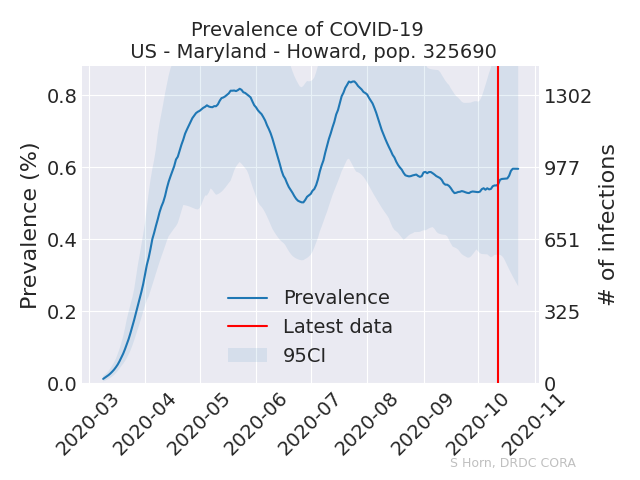 Prevalence of COVID-19
US - Maryland - Howard, pop. 325690
Prevalence (%)
0.8
0.6
0.4
0.2
0.0
1302
977
651
325
0
# of infections
Prevalence
Latest data
95CI
2020-03
2020-04
2020-05
2020-06
2020-07
2020-08
2020-09
2020-10
2020-11
S Horn, DRDC CORA